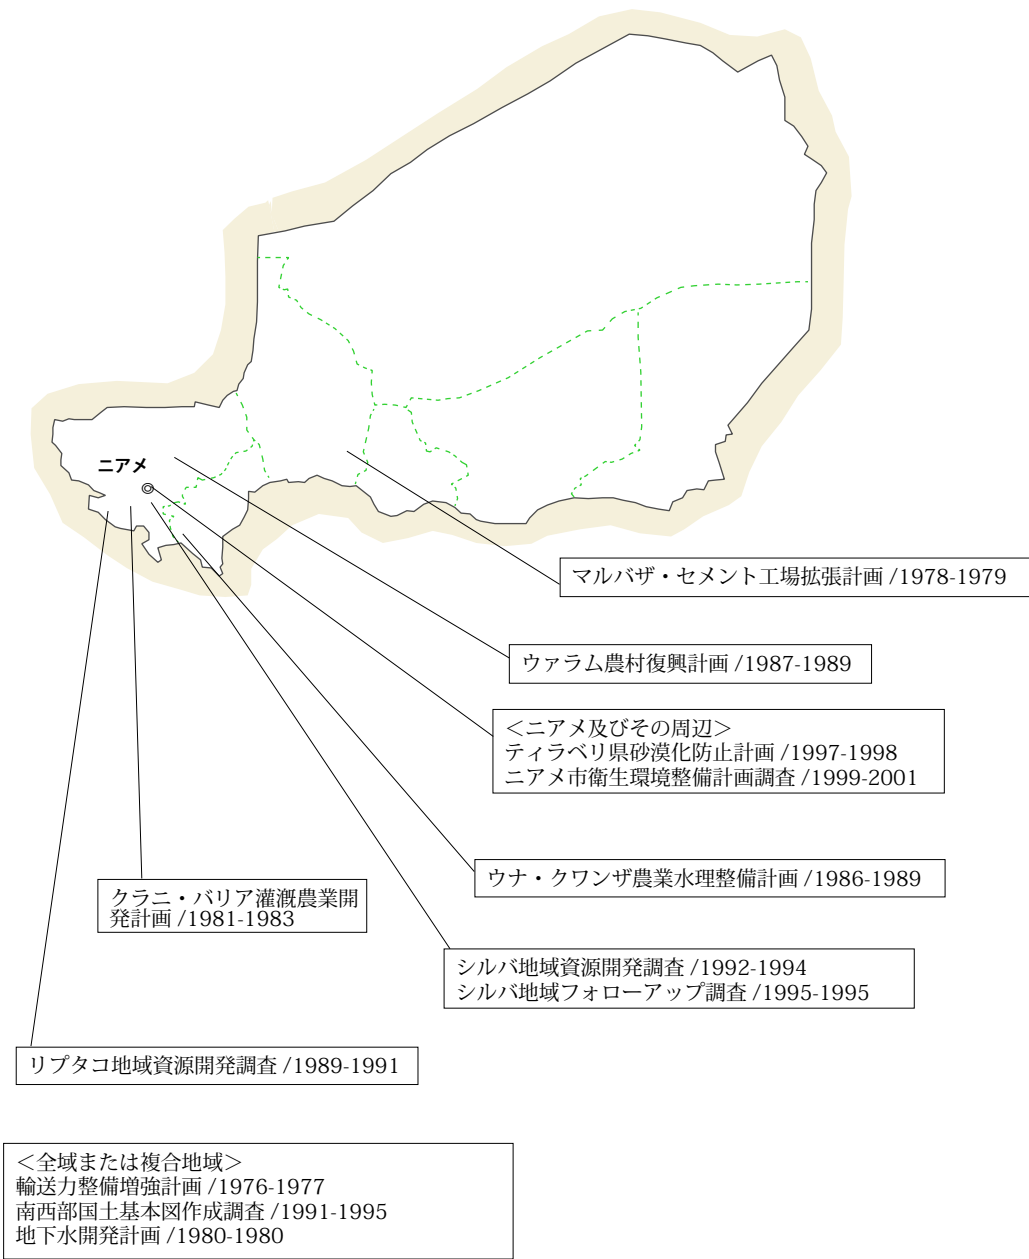 ニアメ
マルバザ・セメント工場拡張計画 /1978-1979
ウァラム農村復興計画 /1987-1989
＜ニアメ及びその周辺＞
ティラベリ県砂漠化防止計画 /1997-1998
ニアメ市衛生環境整備計画調査 /1999-2001
ウナ・クワンザ農業水理整備計画 /1986-1989
クラニ・バリア灌漑農業開
発計画 /1981-1983
シルバ地域資源開発調査 /1992-1994
シルバ地域フォローアップ調査 /1995-1995
リプタコ地域資源開発調査 /1989-1991
＜全域または複合地域＞
輸送力整備増強計画 /1976-1977
南西部国土基本図作成調査 /1991-1995
地下水開発計画 /1980-1980